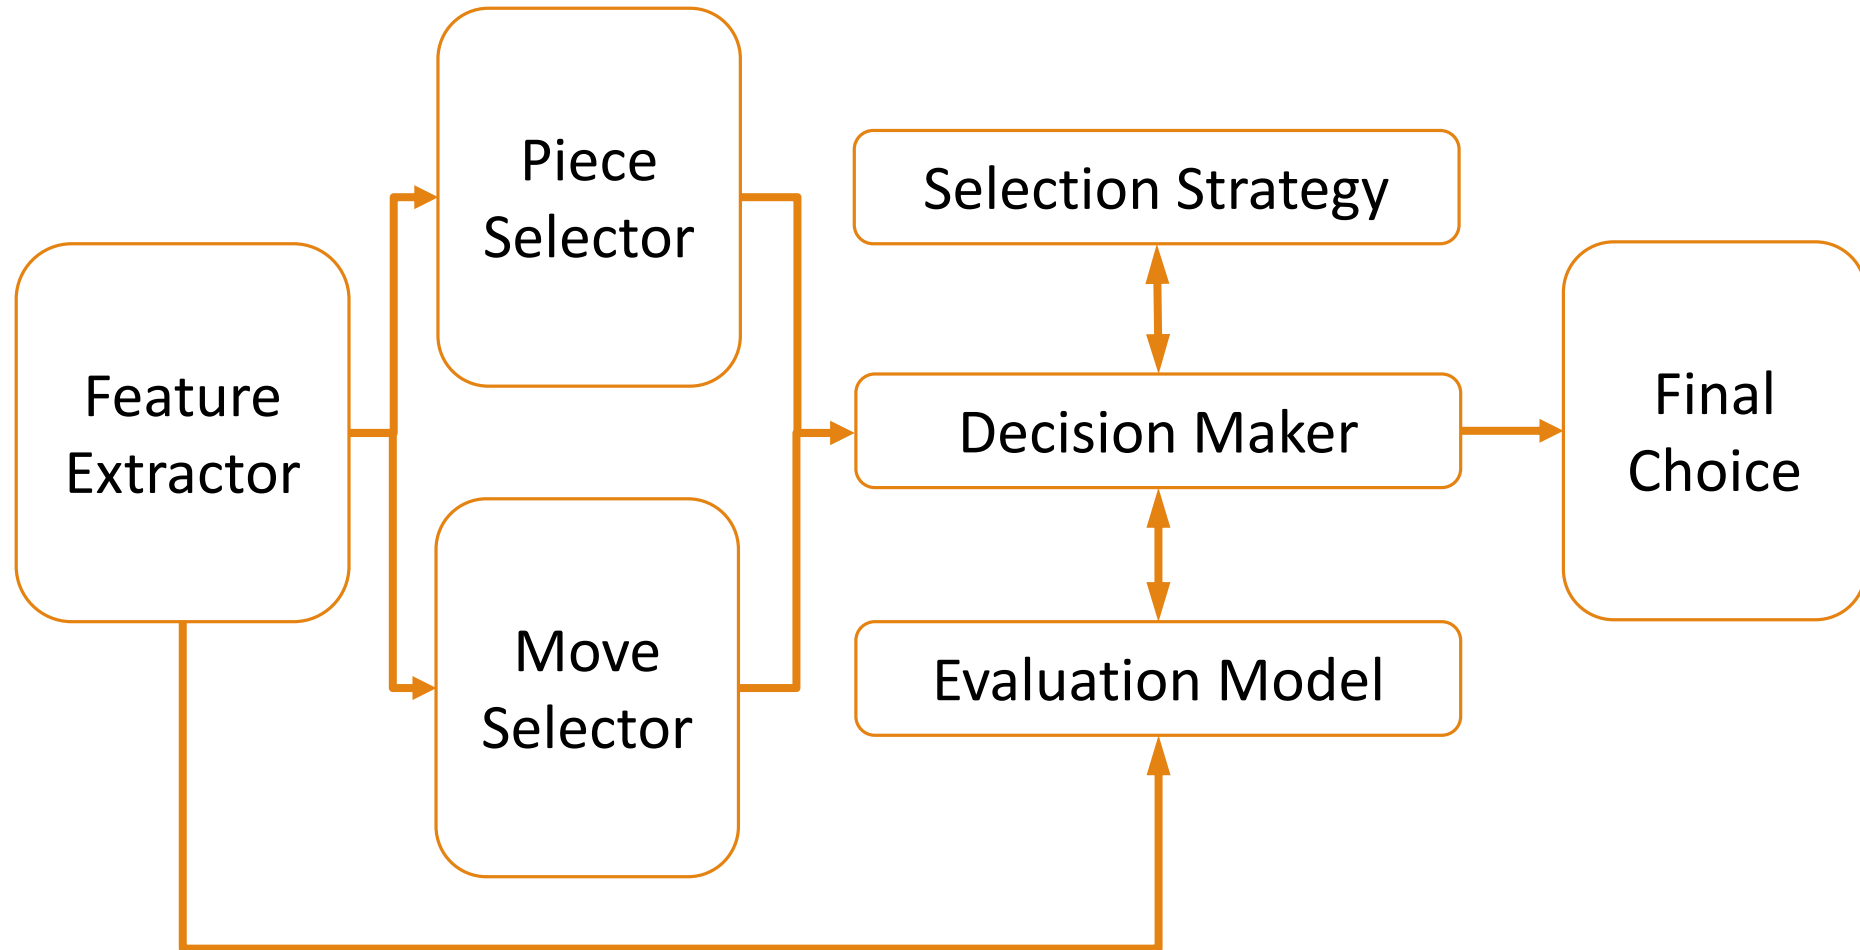 Feature
Extractor
Piece
Selector
Move
Selector
Selection Strategy
Decision Maker
Evaluation Model
Final
Choice